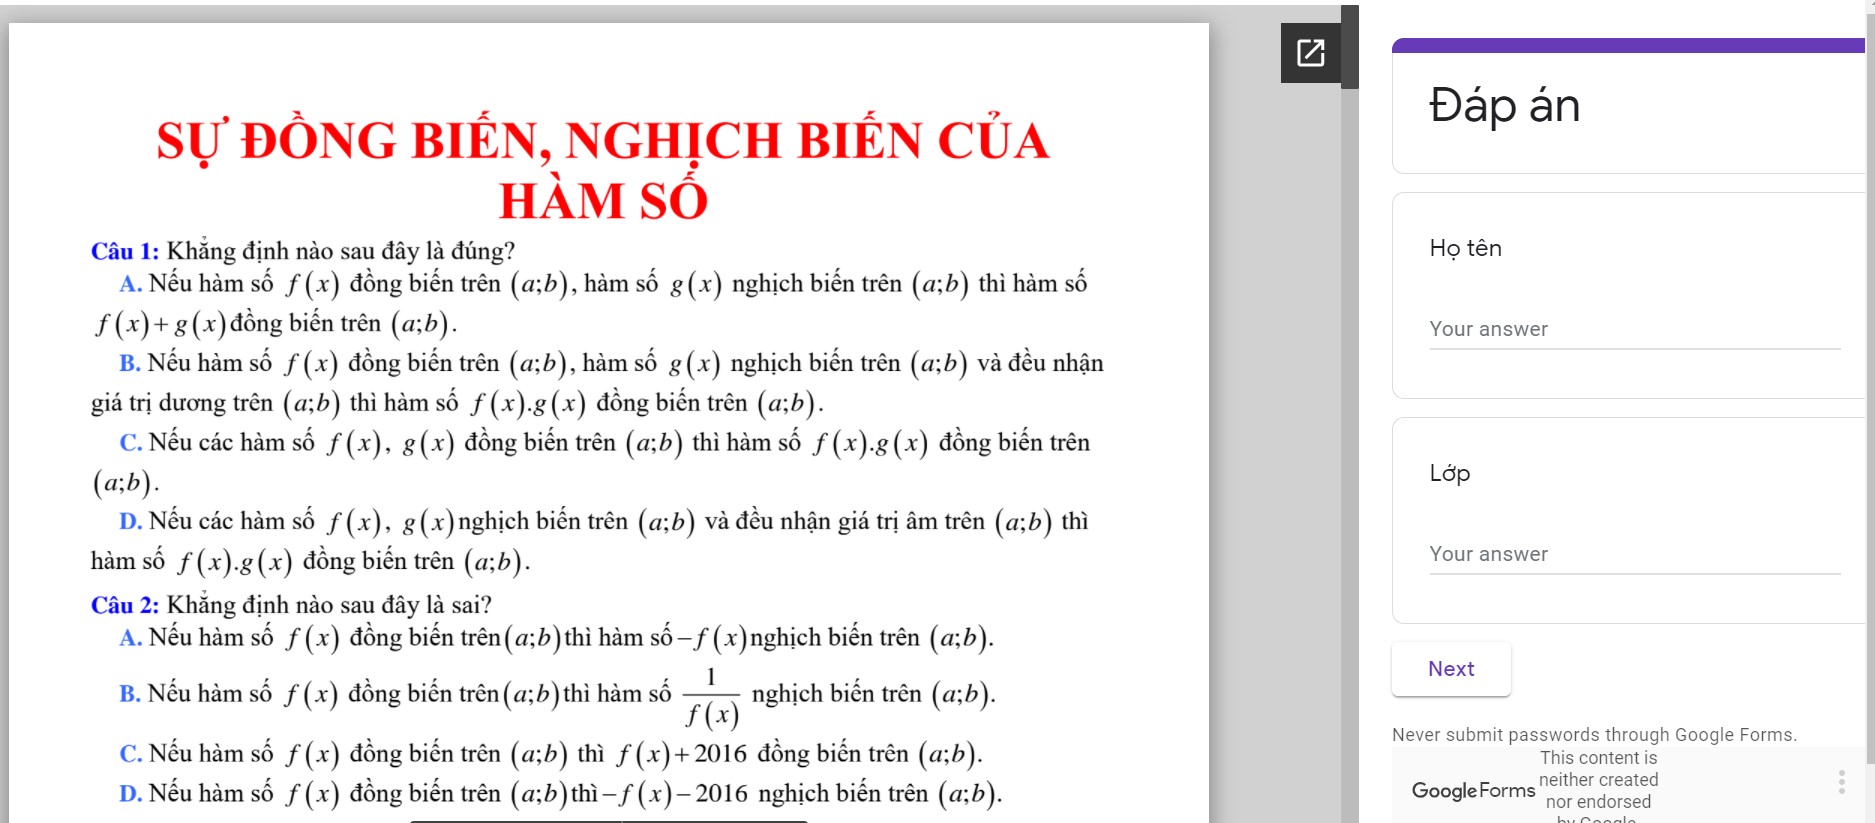 SỰ ĐỒNG BIẾN, NGHỊCH BIẾN CỦA
HÀM SỐ
Câu 1: Khẳng định nào sau đây là đúng?
A. Nếu hàm số f(x) đồng biến trên (a;b), hàm số g(x) nghịch biến trên (a;b) thì hàm số
f(x)+g(x) đồng biến trên (a;b).
B. Nếu hàm số f(x) đồng biến trên (a;b), hàm số g(x) nghịch biến trên (a;b) và đều nhận
giá trị dương trên (a;b) thì hàm số f(x).g(x) đồng biến trên (a;b).
C. Nếu các hàm số f(x), g(x) đồng biến trên (a;b) thì hàm số f(x).g(x) đồng biến trên
(a;b).
D. Nếu các hàm số f(x), g(x) nghịch biến trên (a;b) và đều nhận giá trị âm trên (a;b) thì
hàm số f(x).g(x) đồng biến trên (a;b).
Câu 2: Khẳng định nào sau đây là sai?
A. Nếu hàm số f(x) đồng biến trên (a;b) thì hàm số −f(x) nghịch biến trên (a;b).
B. Nếu hàm số f(x) đồng biến trên (a;b) thì hàm số 1/f(x) nghịch biến trên (a;b).
C. Nếu hàm số f(x) đồng biến trên (a;b) thì f(x)+2016 đồng biến trên (a;b).
D. Nếu hàm số f(x) đồng biến trên (a;b) thì −f(x)−2016 nghịch biến trên (a;b).
Đáp án
Họ tên
Your answer
Lớp
Your answer
Next
Never submit passwords through Google Forms.
This content is
neither created
nor endorsed
by Google
Google Forms